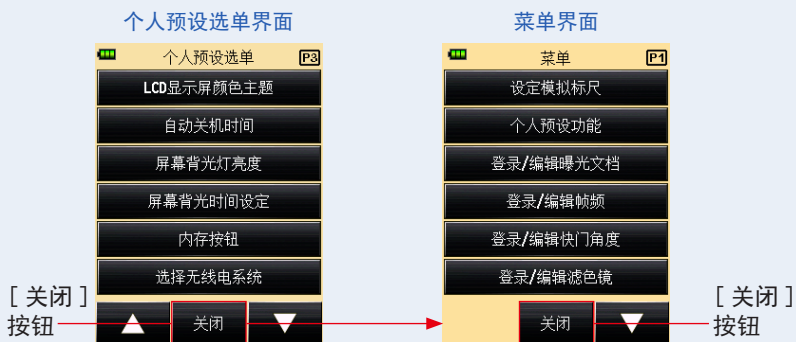 个人预设选单界面
个人预设选单 P3
LCD显示屏颜色主题
自动关机时间
屏幕背光灯亮度
屏幕背光时间设定
内存按钮
选择无线电系统
关闭
[ 关闭 ]
按钮
菜单界面
菜单 P1
设定模拟标尺
个人预设功能
登录/编辑曝光文档
登录/编辑帧频
登录/编辑快门角度
登录/编辑滤色镜
关闭
[ 关闭 ]
按钮